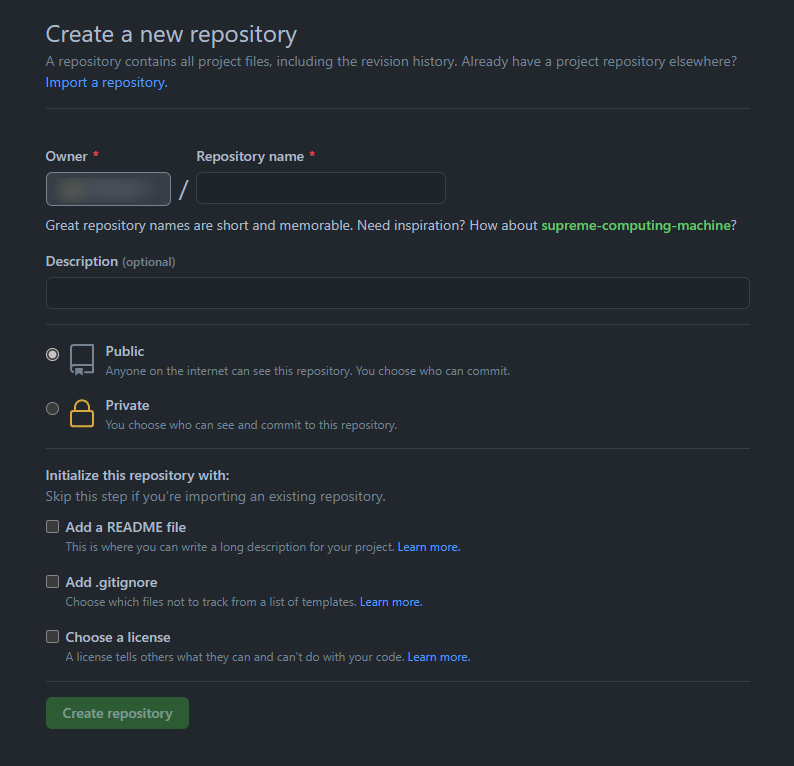 Create a new repository
A repository contains all project files, including the revision history. Already have a project repository elsewhere?
Import a repository.
Owner * Repository name *
/
Great repository names are short and memorable. Need inspiration? How about supreme-computing-machine?
Description (optional)
Public
Anyone on the internet can see this repository. You choose who can commit.
Private
You choose who can see and commit to this repository.
Initialize this repository with:
Skip this step if you're importing an existing repository.
Add a README file
This is where you can write a long description for your project. Learn more.
Add .gitignore
Choose which files not to track from a list of templates. Learn more.
Choose a license
A license tells others what they can and can't do with your code. Learn more.
Create repository